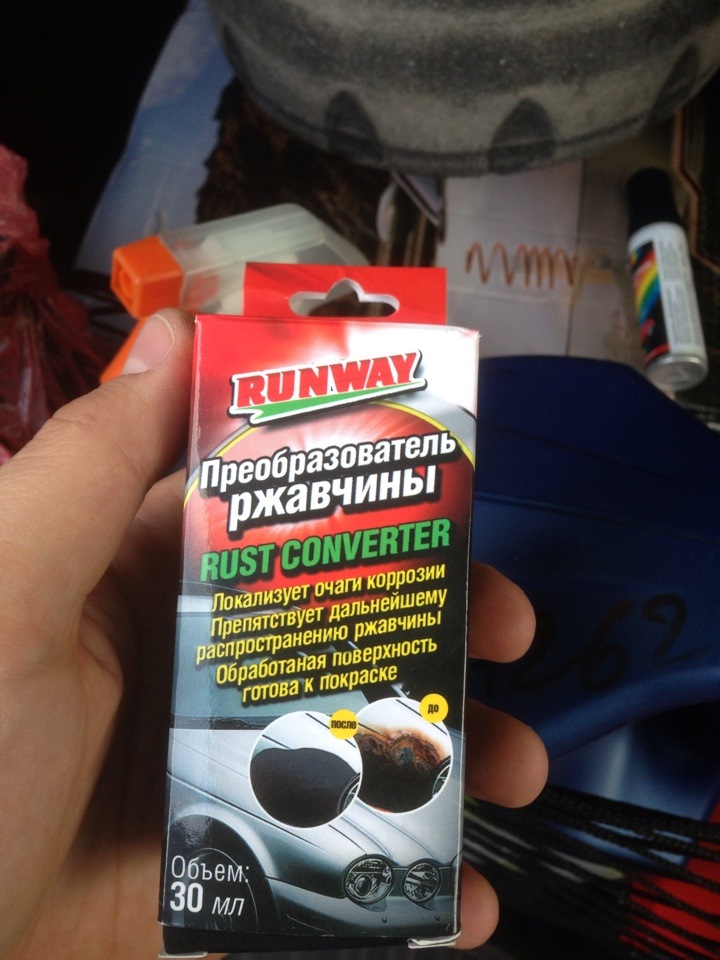 RUNWAY
Преобразователь
ржавчины
RUST CONVERTER
Локализует очаги коррозии
Препятствует дальнейшему
распространению ржавчины
Обработаная поверхность
готова к покраске
после
до
Объем:
30 мл